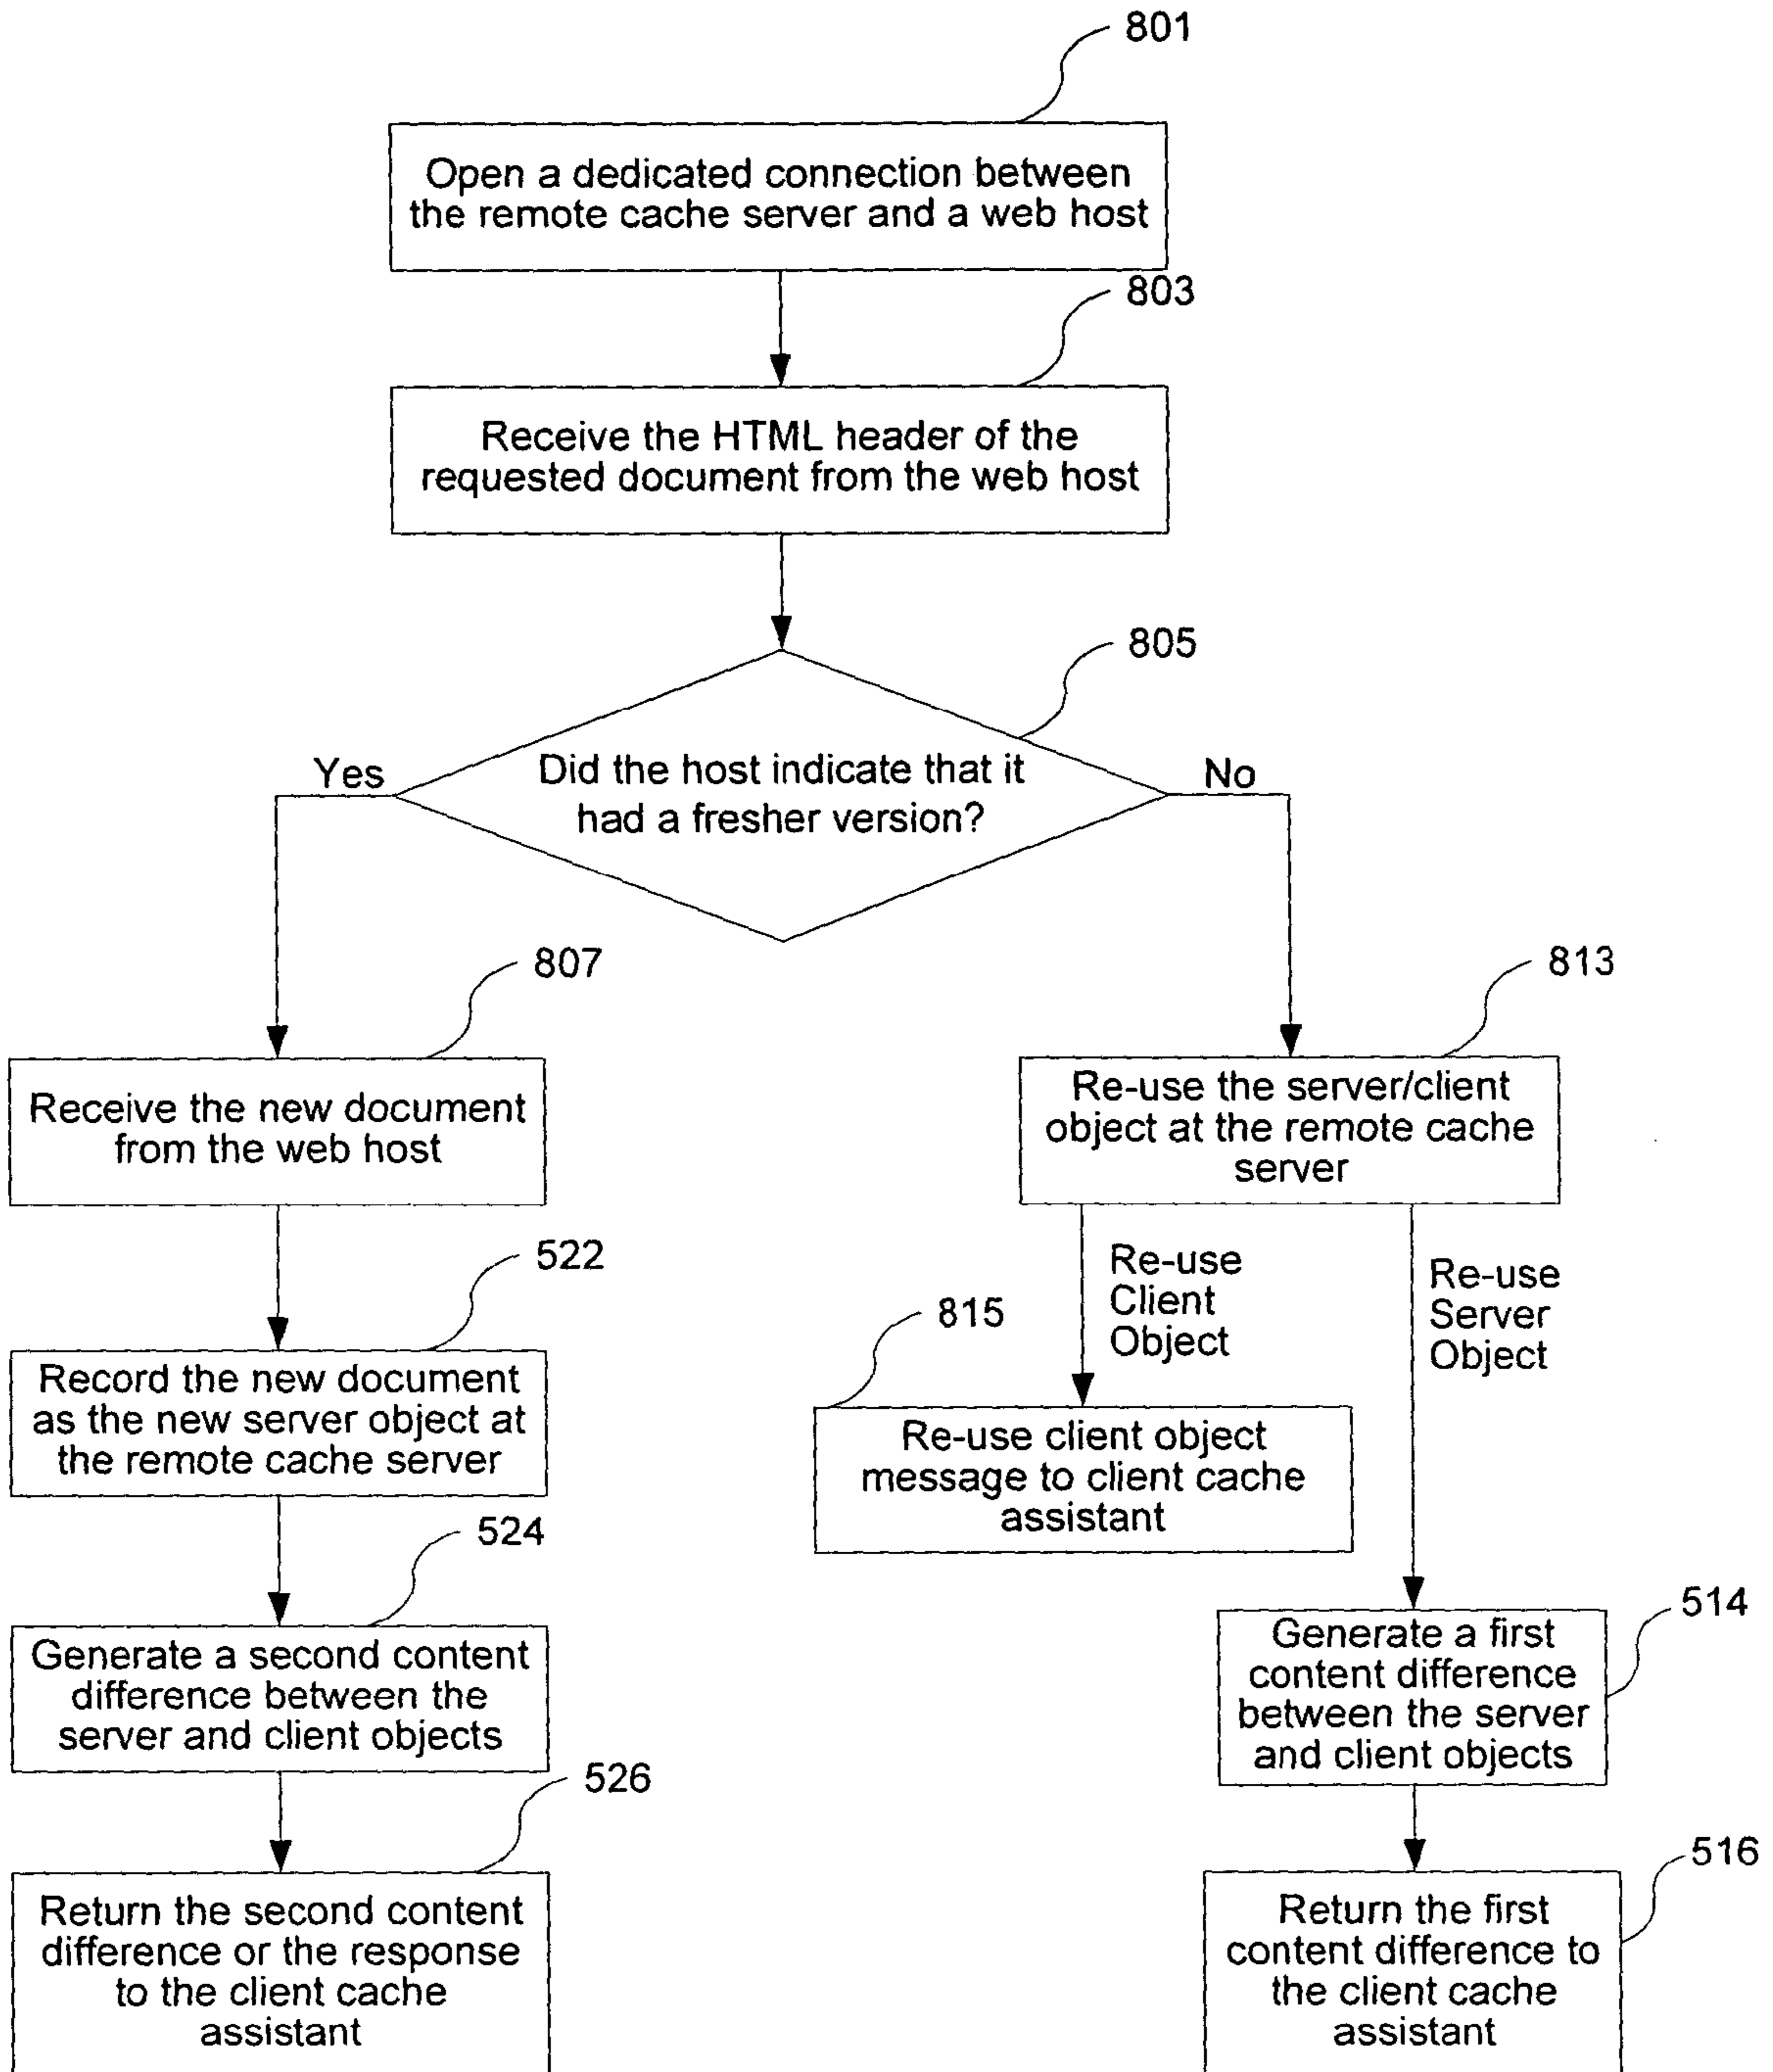 801
Open a dedicated connection between
the remote cache server and a web host
803
Receive the HTML header of the
requested document from the web host
805
Did the host indicate that it
had a fresher version?
Yes
No
807
Receive the new document
from the web host
813
Re-use the server/client
object at the remote cache
server
522
Record the new document
as the new server object at
the remote cache server
Re-use
Client
Object
Re-use
Server
Object
815
Re-use client object
message to client cache
assistant
524
Generate a second content
difference between the
server and client objects
514
Generate a first
content difference
between the server
and client objects
526
Return the second content
difference or the response
to the client cache
assistant
516
Return the first
content difference to
the client cache
assistant